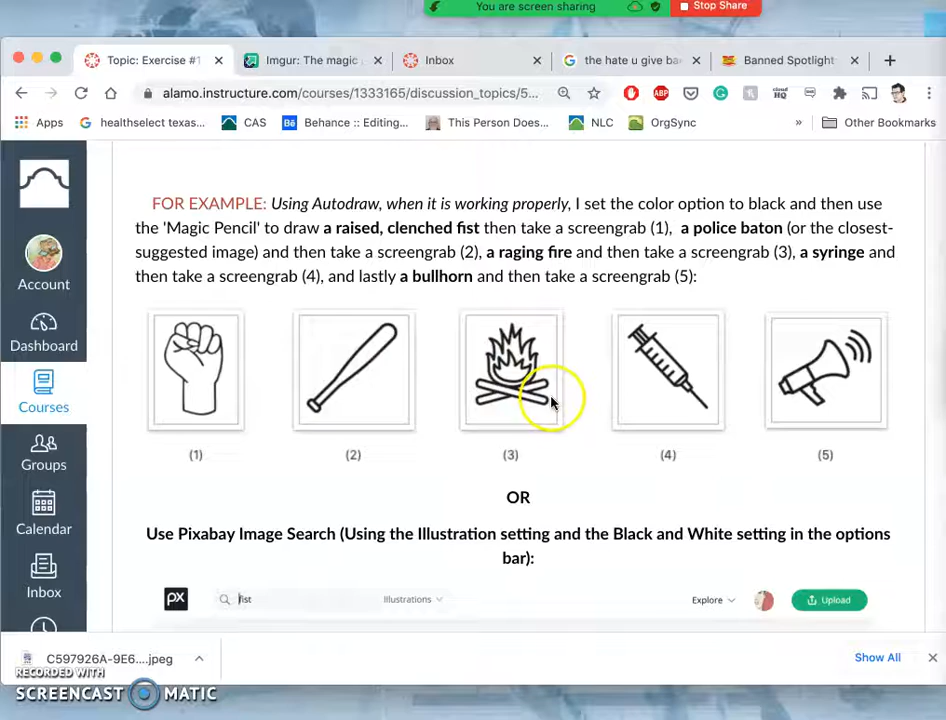 You are screen sharing
Stop Share
Topic: Exercise #1
Imgur: The magic
Inbox
the hate u give ba
Banned Spotlight
alamo.instructure.com/courses/1333165/discussion_topics/5...
Apps
healthselect texas...
CAS
Behance :: Editing...
This Person Does...
NLC
OrgSync
»
Other Bookmarks
Account
Dashboard
Courses
Groups
Calendar
Inbox
FOR EXAMPLE: Using Autodraw, when it is working properly, I set the color option to black and then use
the 'Magic Pencil' to draw a raised, clenched fist then take a screengrab (1), a police baton (or the closest-
suggested image) and then take a screengrab (2), a raging fire and then take a screengrab (3), a syringe and
then take a screengrab (4), and lastly a bullhorn and then take a screengrab (5):
(1) (2) (3) (4) (5)
OR
Use Pixabay Image Search (Using the Illustration setting and the Black and White setting in the options
bar):
px fist Illustrations Explore Upload
C597926A-9E6....jpeg
Show All
RECORDED WITH
SCREENCAST MATIC